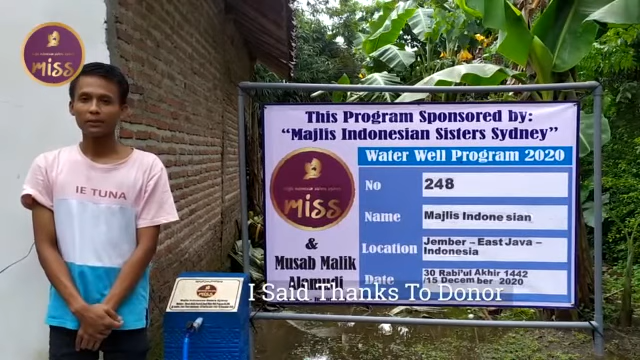 MISS
This Program Sponsored by:
"Majlis Indonesian Sisters Sydney"
Water Well Program 2020
No 248
Name Majlis Indonesian
Location Jember – East Java – Indonesia
Date 30 Rabi'ul Akhir 1442 /15 December 2020
MISS
&
Musab Malik
Alamudi
IE TUNA
MISS
I Said Thanks To Donor